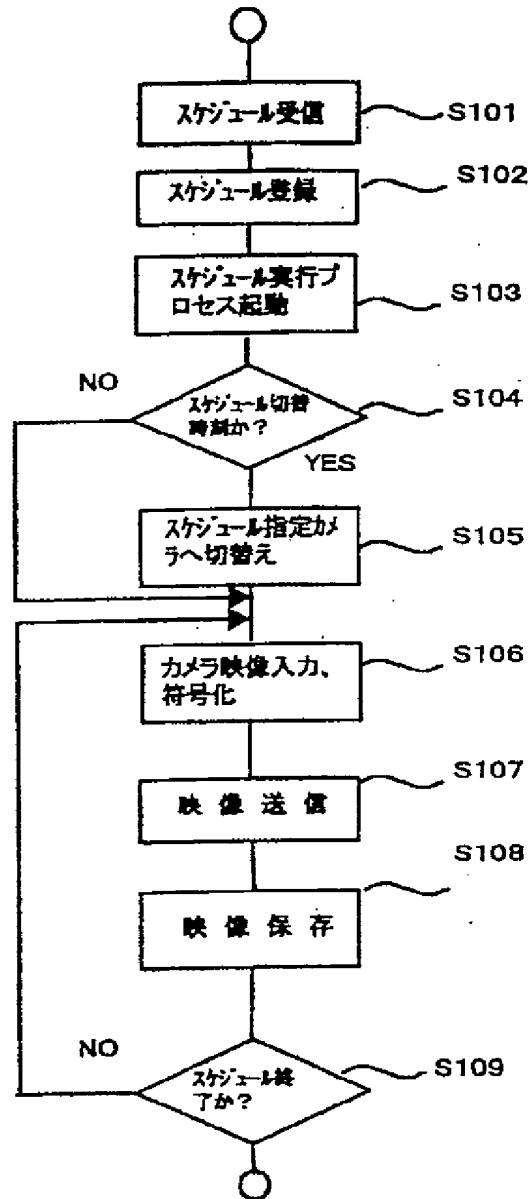 スケジュール受信
S101
スケジュール登録
S102
スケジュール実行プ
ロセス起動
S103
NO
スケジュール切替
時刻か?
S104
YES
スケジュール指定カメ
ラへ切替え
S105
カメラ映像入力、
符号化
S106
映像送信
S107
映像保存
S108
NO
スケジュール終
了か?
S109